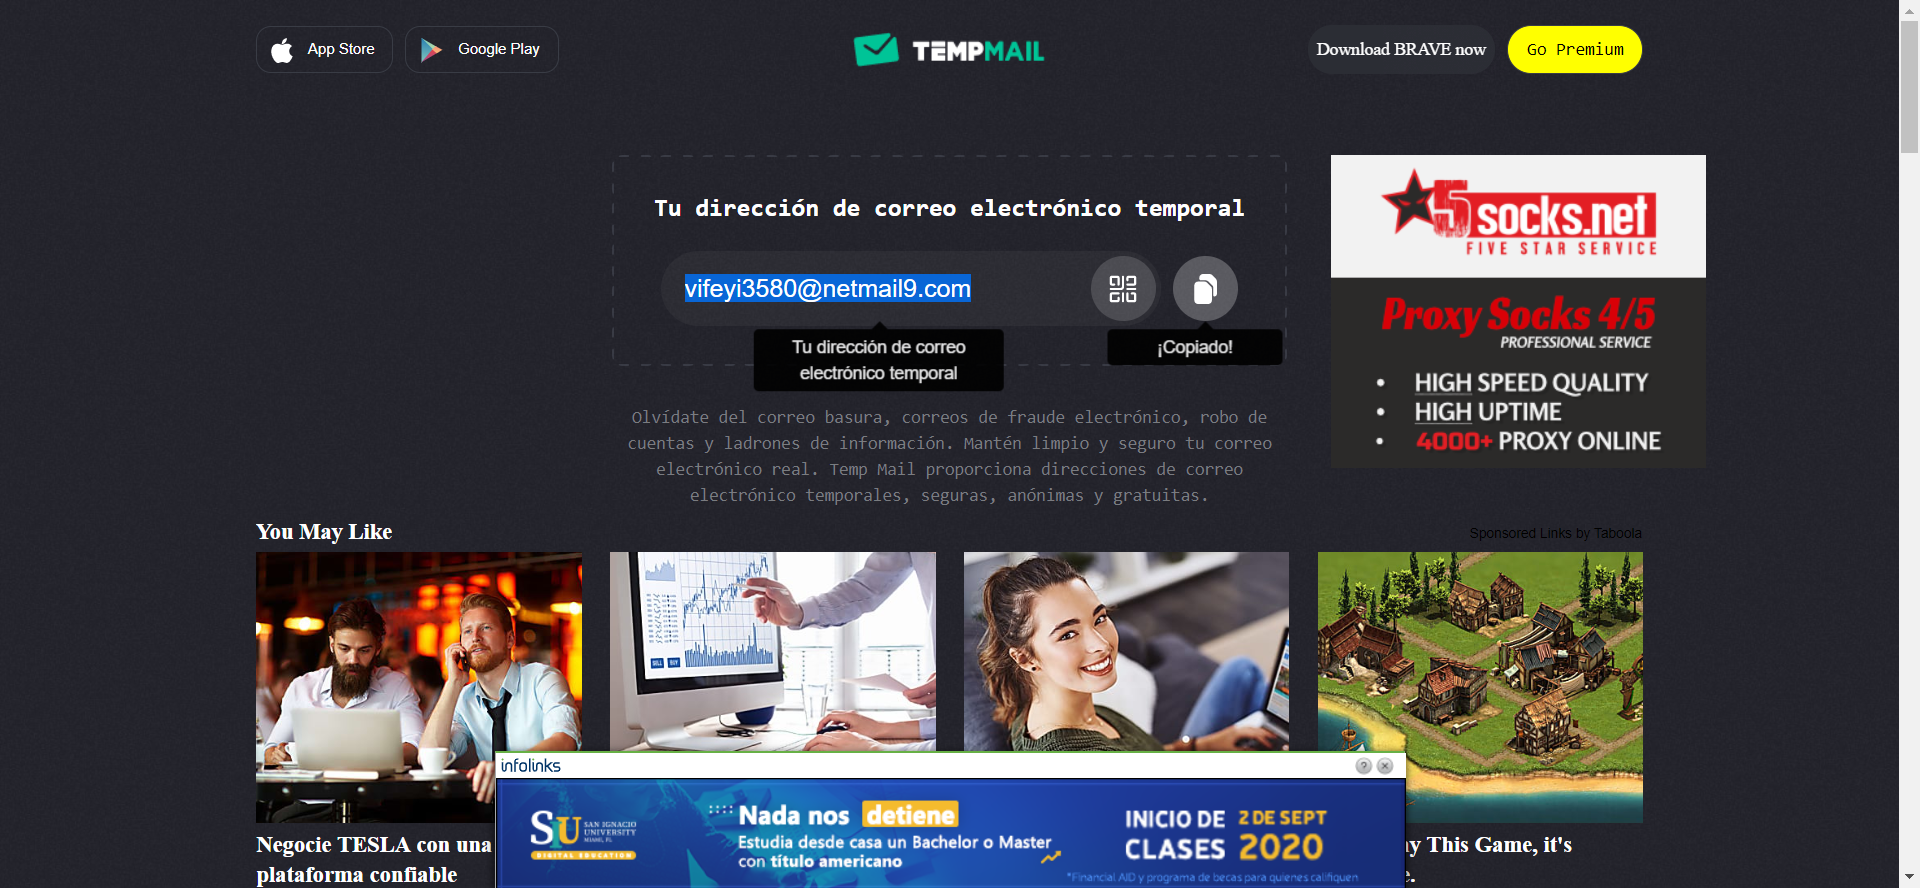 App Store
Google Play
TEMPMAIL
Download BRAVE now
Go Premium
Tu dirección de correo electrónico temporal
vifeyi3580@netmail9.com
Tu dirección de correo
electrónico temporal
¡Copiado!
Olvídate del correo basura, correos de fraude electrónico, robo de
cuentas y ladrones de información. Mantén limpio y seguro tu correo
electrónico real. Temp Mail proporciona direcciones de correo
electrónico temporales, seguras, anónimas y gratuitas.
5socks.net
FIVE STAR SERVICE
Proxy Socks 4/5
PROFESSIONAL SERVICE
• HIGH SPEED QUALITY
• HIGH UPTIME
• 4000+ PROXY ONLINE
You May Like
Sponsored Links by Taboola
SELL BUY
Negocie TESLA con una
plataforma confiable
y This Game, it's
e.
infolinks
SIU SAN IGNACIO
UNIVERSITY
MIAMI, FL
DIGITAL EDUCATION
Nada nos detiene
Estudia desde casa un Bachelor o Master
con título americano
INICIO DE
CLASES
2 DE SEPT
2020
*Financial AID y programa de becas para quienes califiquen